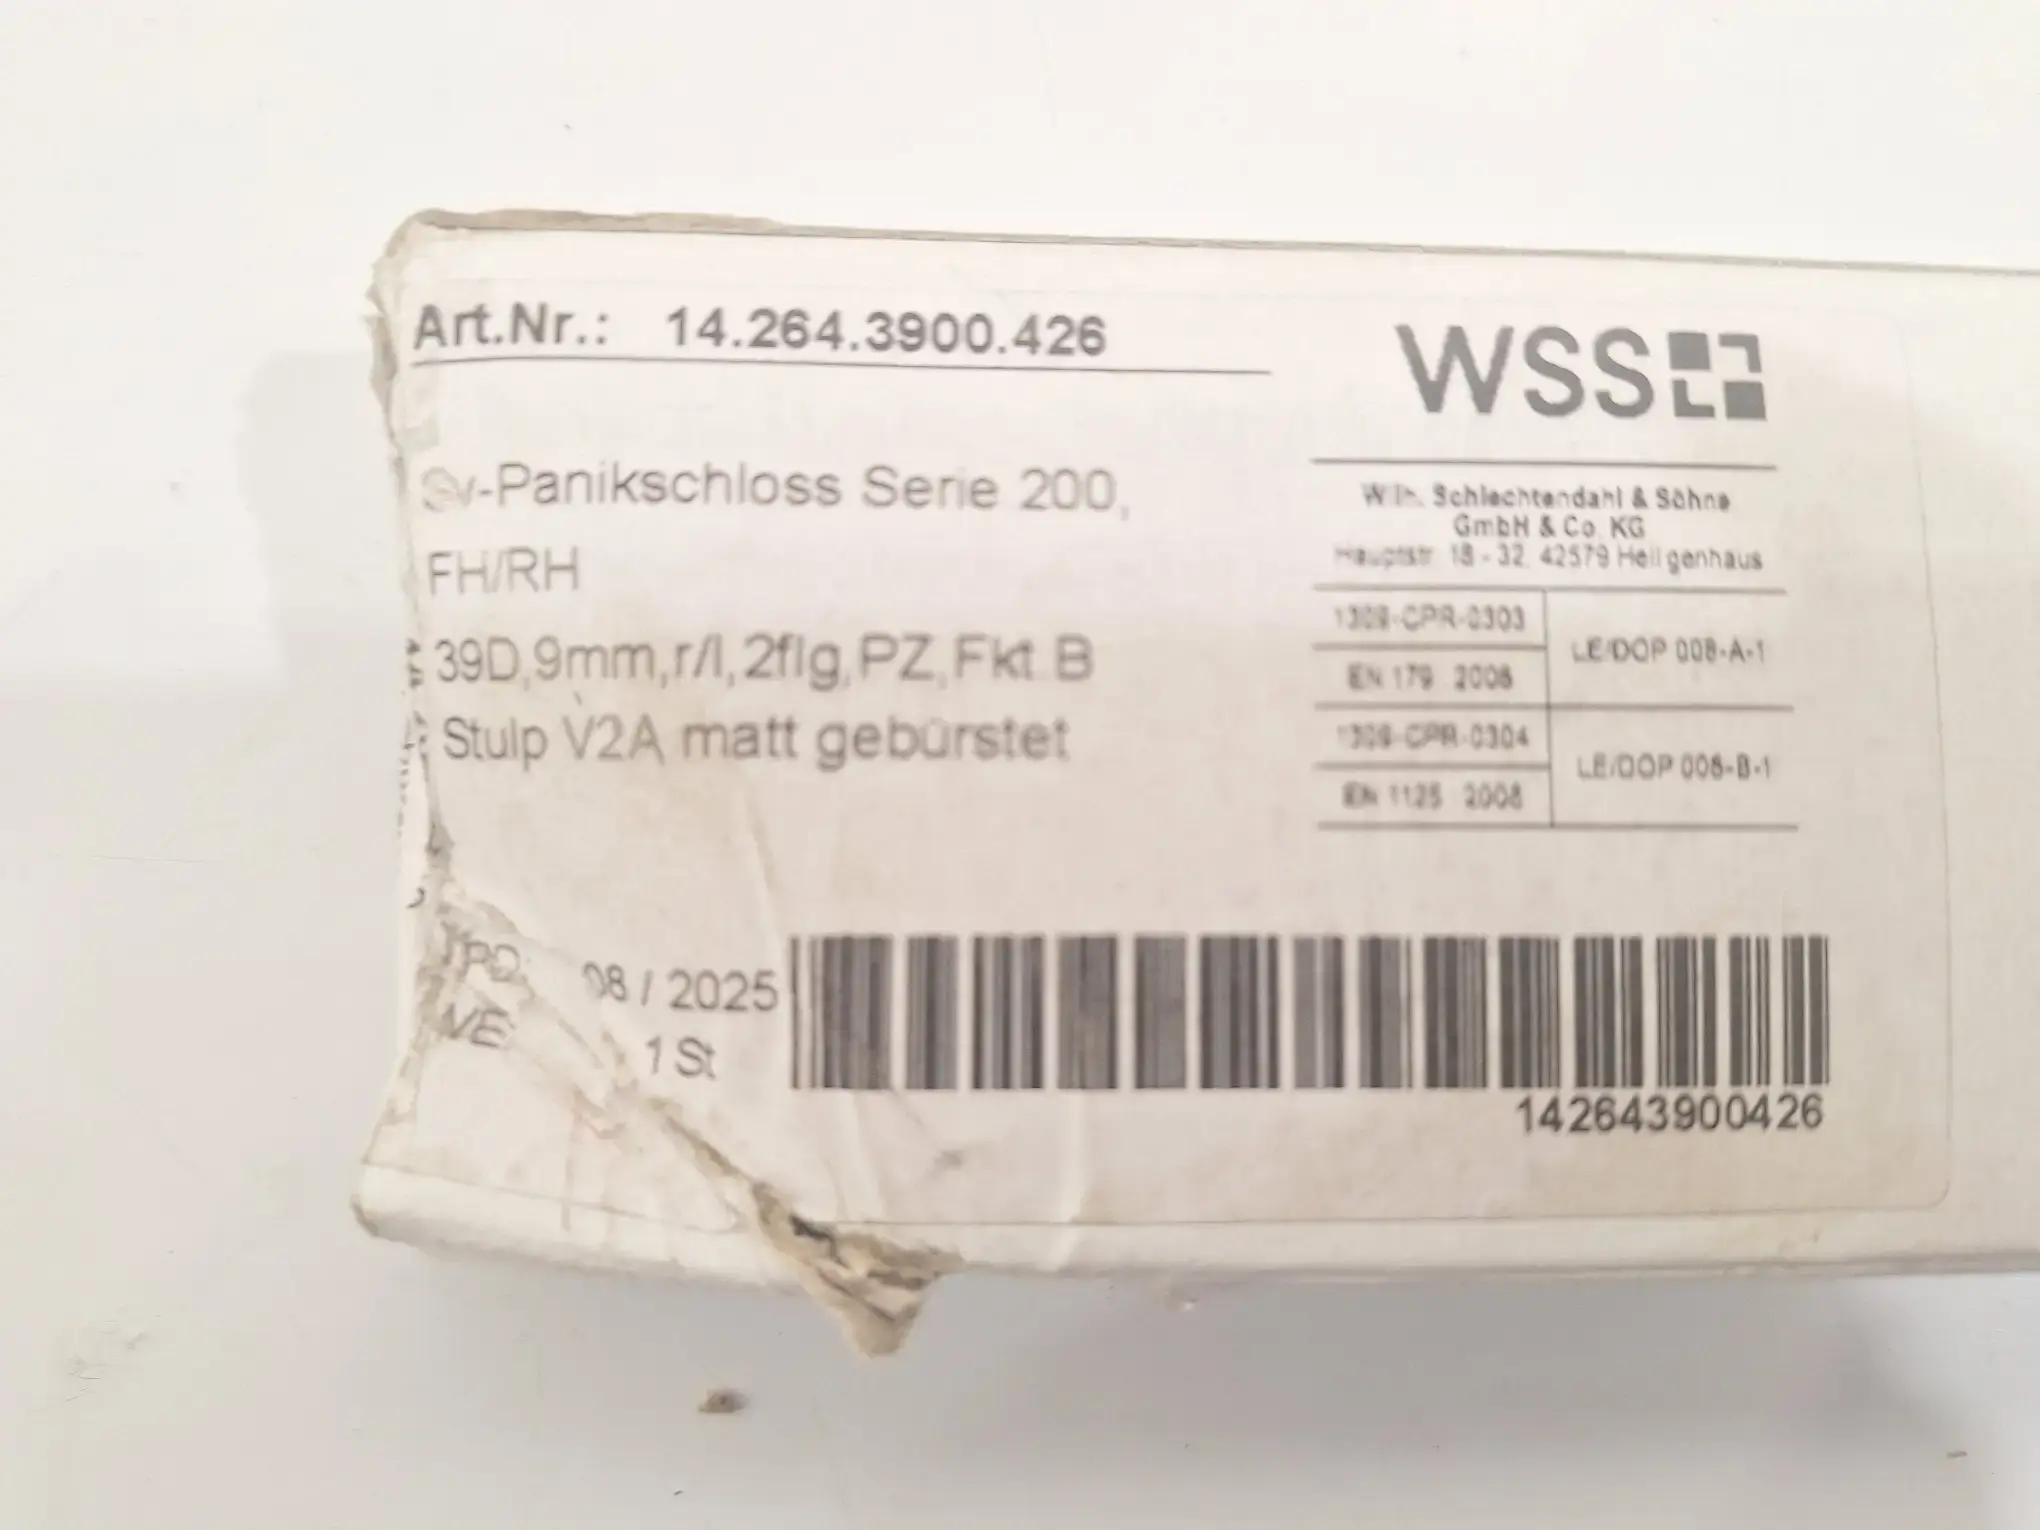 Art.Nr.: 14.264.3900.426
WSS
Sv-Panikschloss Serie 200,
FH/RH
39D,9mm,r/l,2flg,PZ,Fkt.B
Stulp V2A matt gebürstet
Wilh. Schlechtendahl & Söhne
GmbH & Co. KG
Hauptstr. 18 - 32, 42579 Heiligenhaus
1309-CPR-0303
EN 179 2008
LE/DOP 008-A-1
1309-CPR-0304
EN 1125 2008
LE/DOP 008-B-1
08 / 2025
VE: 1 St
142643900426